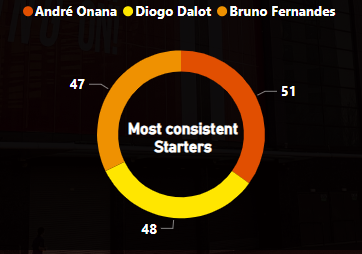 André Onana Diogo Dalot Bruno Fernandes
47
51
Most consistent
Starters
48